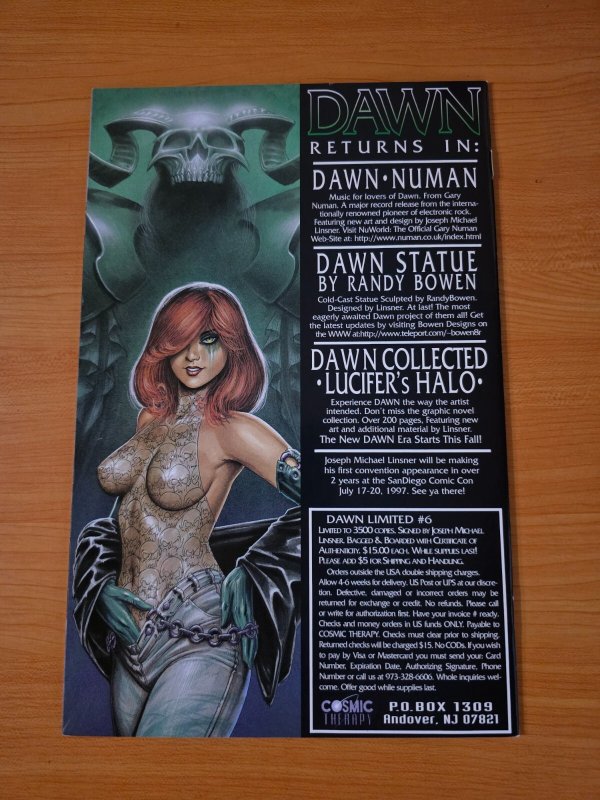 DAWN
RETURNS IN:
DAWN•NUMAN
Music for lovers of Dawn. From Gary
Numan. A major record release from the interna-
tionally renowned pioneer of electronic rock.
Featuring new art and design by Joseph Michael
Linsner. Visit NuWorld: The Official Gary Numan
Web-Site at: http://www.numan.co.uk/index.html
DAWN STATUE
BY RANDY BOWEN
Cold-Cast Statue Sculpted by RandyBowen.
Designed by Linsner. At last! The most
eagerly awaited Dawn project of them all! Get
the latest updates by visiting Bowen Designs on
the WWW at:http://www.teleport.com/~bowen8r
DAWN COLLECTED
•LUCIFER's HALO•
Experience DAWN the way the artist
intended. Don't miss the graphic novel
collection. Over 200 pages, Featuring new
art and additional material by Linsner.
The New DAWN Era Starts This Fall!
Joseph Michael Linsner will be making
his first convention appearance in over
2 years at the SanDiego Comic Con
July 17-20, 1997. See ya there!
DAWN LIMITED #6
LIMITED TO 3500 COPIES. SIGNED BY JOSEPH MICHAEL
LINSNER. BAGGED & BOARDED WITH CERTIFICATE OF
AUTHENTICITY. $15.00 EACH. WHILE SUPPLIES LAST!
PLEASE ADD $5 FOR SHIPPING AND HANDLING.
Orders outside the USA double shipping charges.
Allow 4-6 weeks for delivery. US Post or UPS at our discre-
tion. Defective, damaged or incorrect orders may be
returned for exchange or credit. No refunds. Please call
or write for authorization first. Have your invoice # ready.
Checks and money orders in US funds ONLY. Payable to
COSMIC THERAPY. Checks must clear prior to shipping.
Returned checks will be charged $15. No CODs. If you wish
to pay by Visa or Mastercard you must send your: Card
Number, Expiration Date, Authorizing Signature, Phone
Number or call us at 973-328-6606. Whole inquiries wel-
come. Offer good while supplies last.
COSMIC
THERAPY
P.O.BOX 1309
Andover, NJ 07821